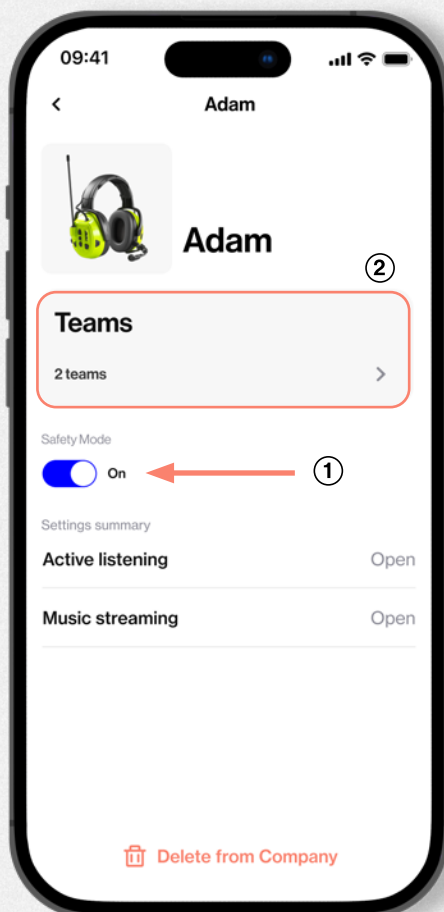 09:41
Adam
Adam
②
Teams
2 teams
Safety Mode
On
①
Settings summary
Active listening Open
Music streaming Open
Delete from Company